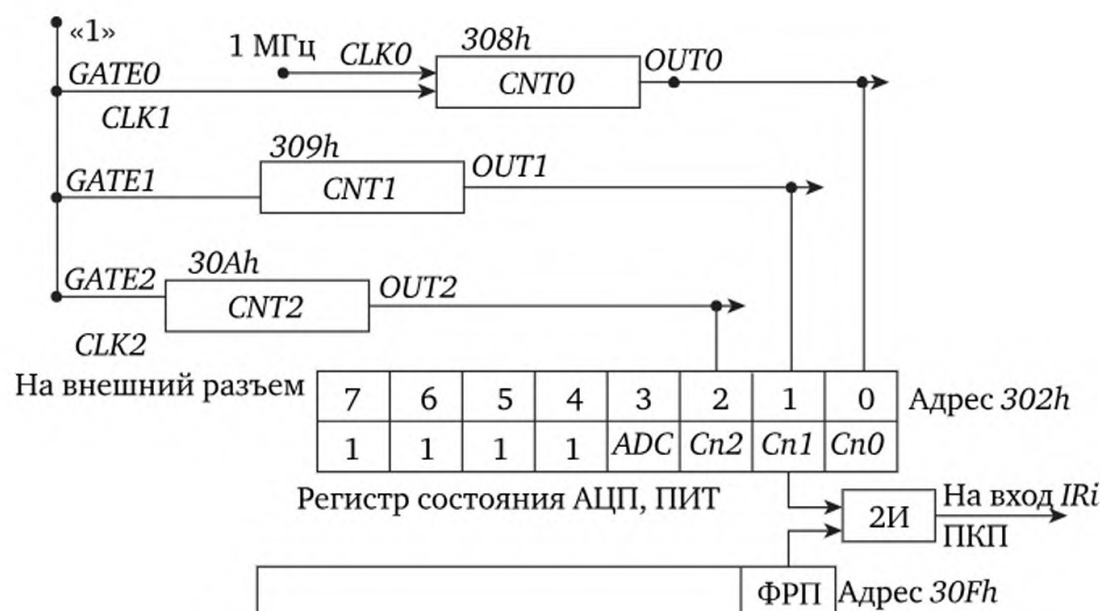 «1»
1 МГц
CLK0
308h
OUT0
GATE0
CNT0
CLK1
309h
GATE1
CNT1
OUT1
30Ah
GATE2
CNT2
OUT2
CLK2
На внешний разъем
7 6 5 4 3 2 1 0
Адрес 302h
1 1 1 1 ADC Cn2 Cn1 Cn0
Регистр состояния АЦП, ПИТ
2И
На вход IRi
ПКП
ФРП
Адрес 30Fh